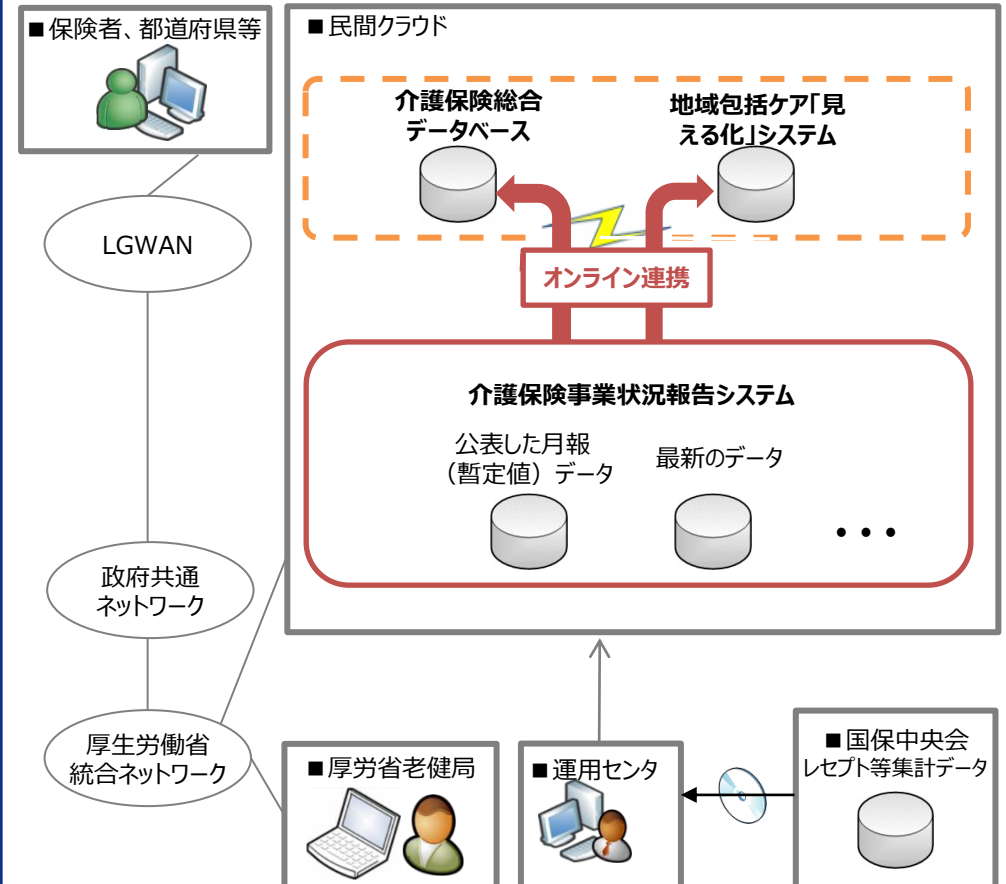 ■保険者、都道府県等
■民間クラウド
介護保険総合
データベース
地域包括ケア「見
える化」システム
LGWAN
オンライン連携
介護保険事業状況報告システム
公表した月報
（暫定値）データ
最新のデータ
・・・
政府共通
ネットワーク
厚生労働省
統合ネットワーク
■厚労省老健局
■運用センタ
■国保中央会
レセプト等集計データ